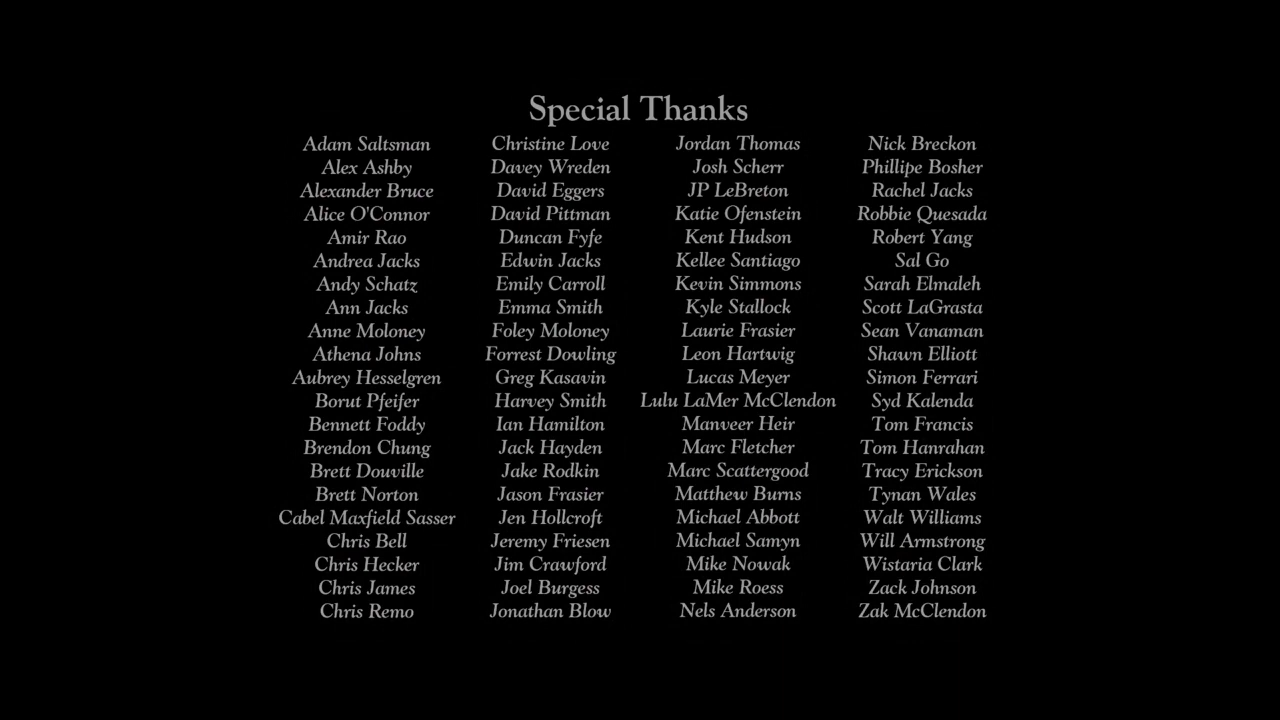 Special Thanks
Adam Saltsman Christine Love Jordan Thomas Nick Breckon
Alex Ashby Davey Wreden Josh Scherr Phillipe Bosher
Alexander Bruce David Eggers JP LeBreton Rachel Jacks
Alice O'Connor David Pittman Katie Ofenstein Robbie Quesada
Amir Rao Duncan Fyfe Kent Hudson Robert Yang
Andrea Jacks Edwin Jacks Kellee Santiago Sal Go
Andy Schatz Emily Carroll Kevin Simmons Sarah Elmaleh
Ann Jacks Emma Smith Kyle Stallock Scott LaGrasta
Anne Moloney Foley Moloney Laurie Frasier Sean Vanaman
Athena Johns Forrest Dowling Leon Hartwig Shawn Elliott
Aubrey Hesselgren Greg Kasavin Lucas Meyer Simon Ferrari
Borut Pfeifer Harvey Smith Lulu LaMer McClendon Syd Kalenda
Bennett Foddy Ian Hamilton Manveer Heir Tom Francis
Brendon Chung Jack Hayden Marc Fletcher Tom Hanrahan
Brett Douville Jake Rodkin Marc Scattergood Tracy Erickson
Brett Norton Jason Frasier Matthew Burns Tynan Wales
Cabel Maxfield Sasser Jen Hollcroft Michael Abbott Walt Williams
Chris Bell Jeremy Friesen Michael Samyn Will Armstrong
Chris Hecker Jim Crawford Mike Nowak Wistaria Clark
Chris James Joel Burgess Mike Roess Zack Johnson
Chris Remo Jonathan Blow Nels Anderson Zak McClendon